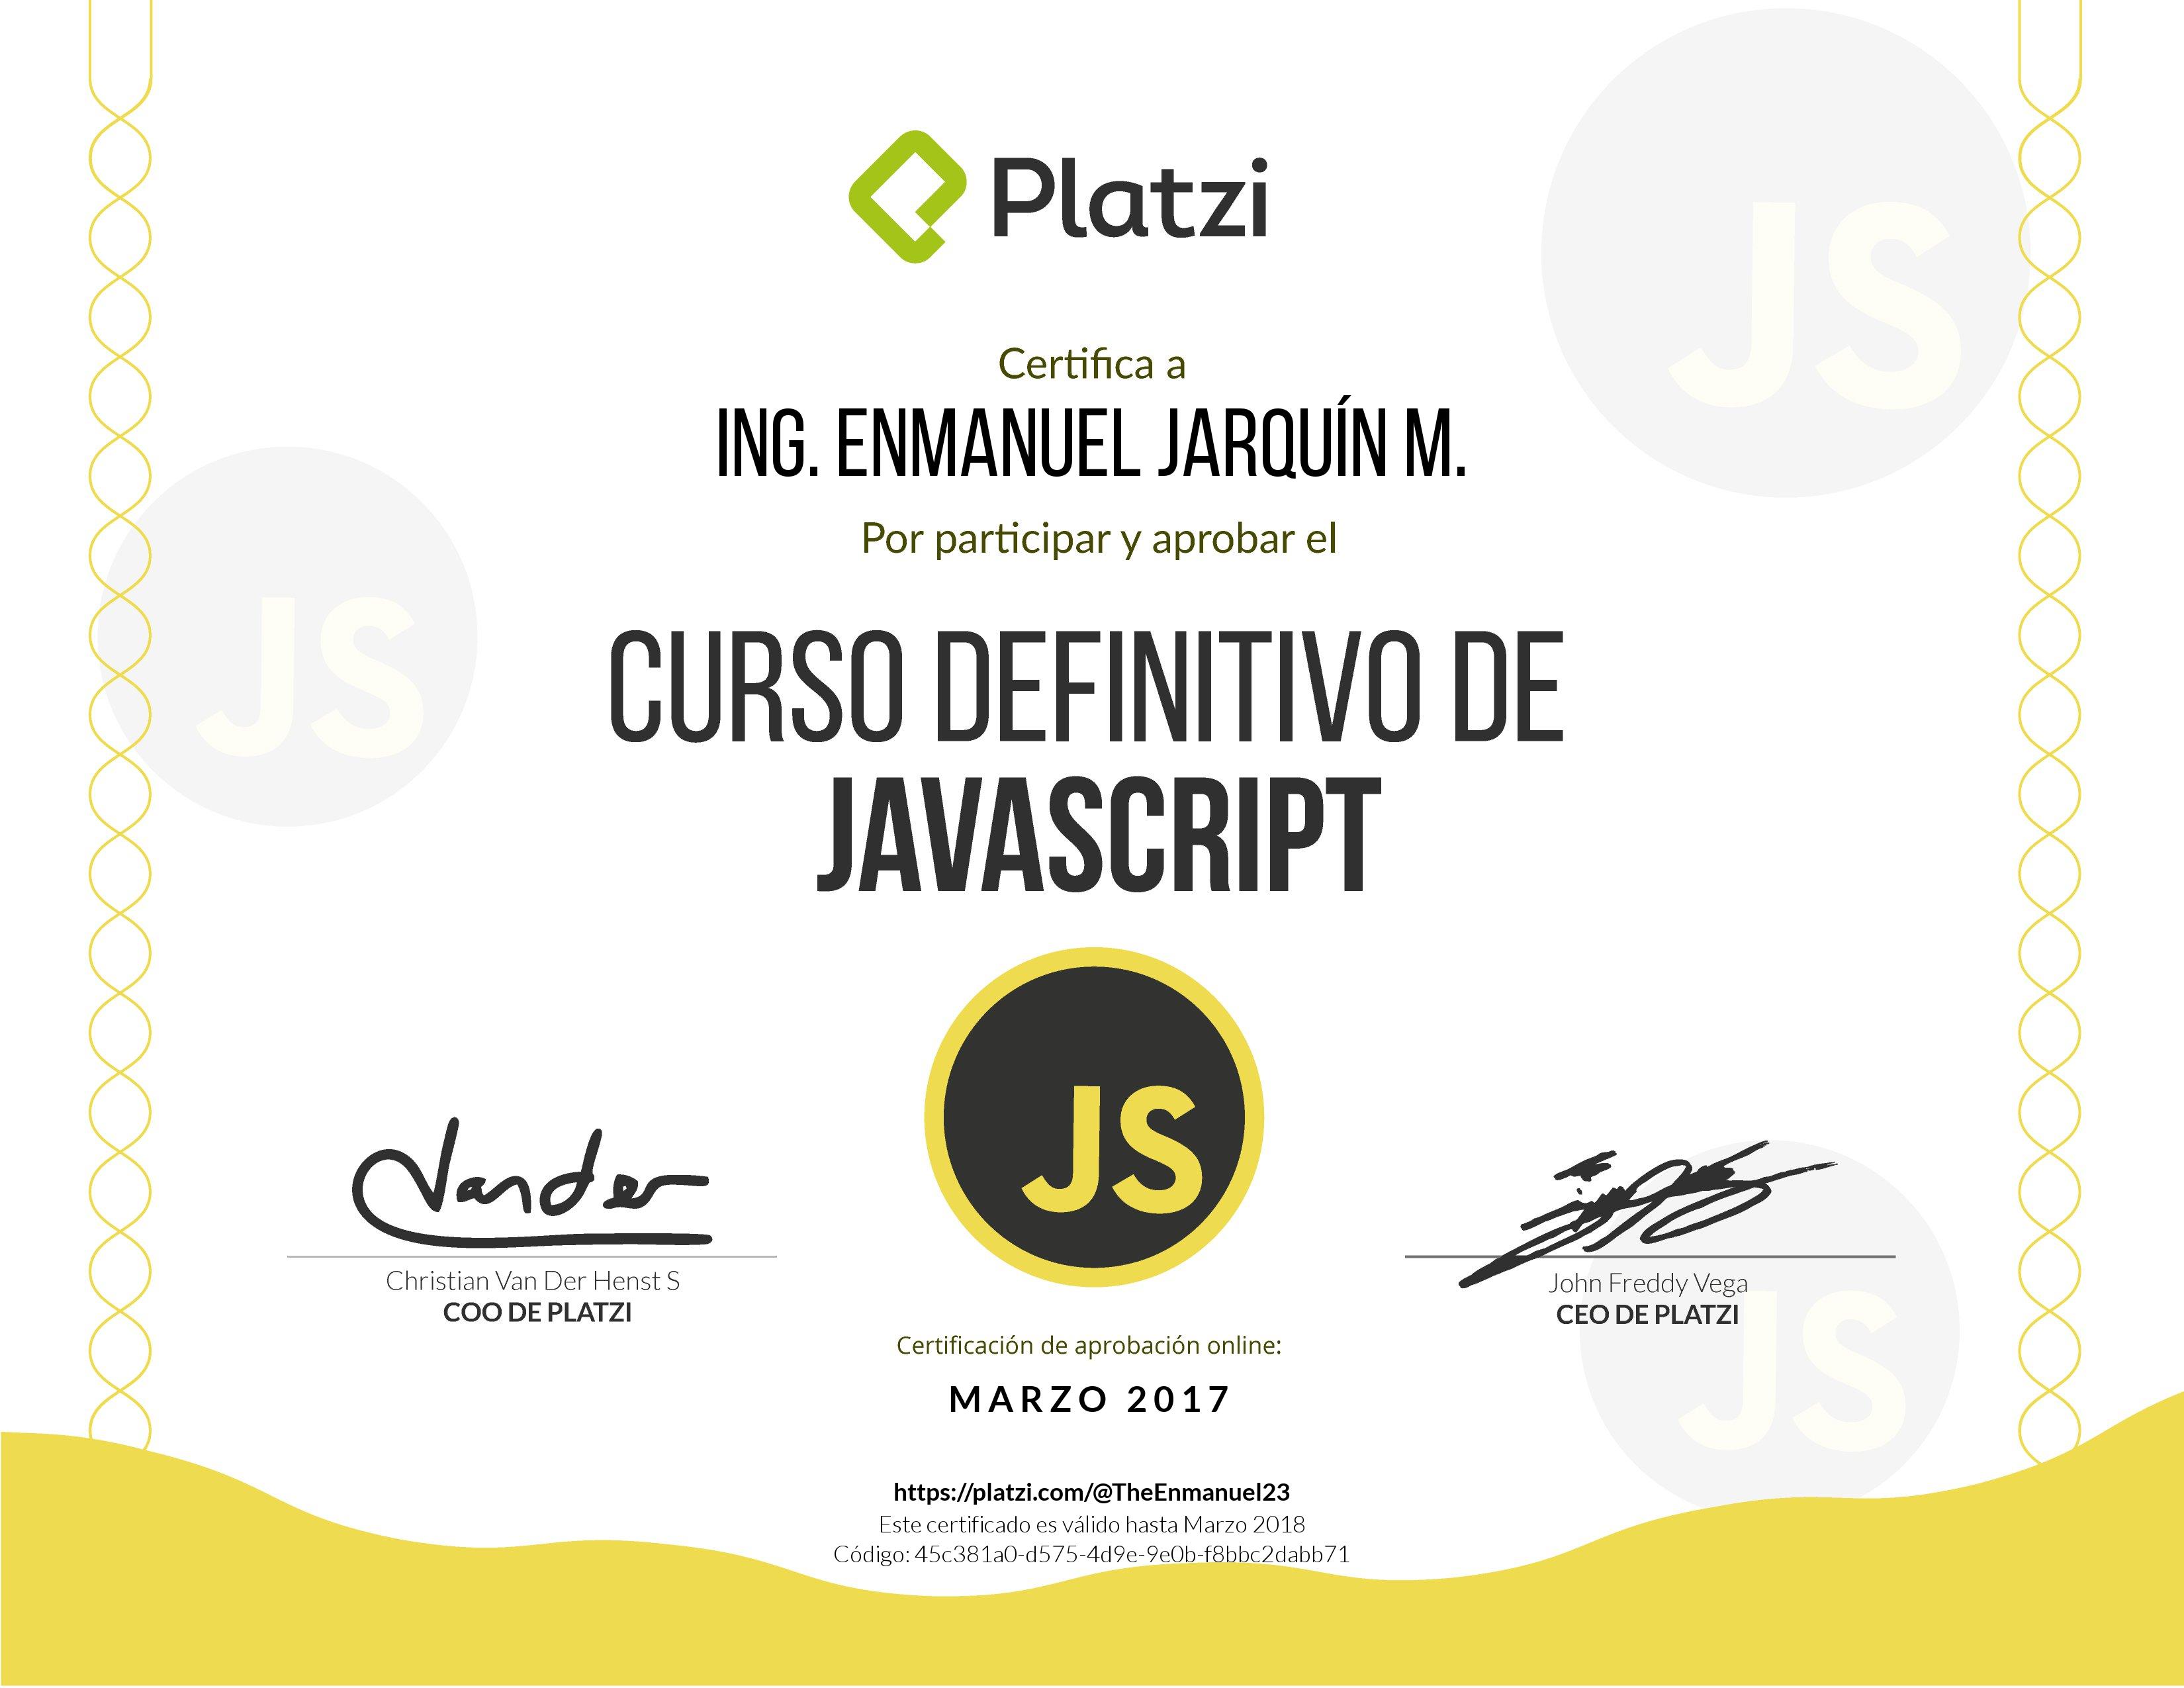 Platzi
Certifica a
ING. ENMANUEL JARQUÍN M.
Por participar y aprobar el
CURSO DEFINITIVO DE
JAVASCRIPT
JS
JS
JS
Vander
Christian Van Der Henst S
COO DE PLATZI
John Freddy Vega
CEO DE PLATZI
JS
Certificación de aprobación online:
MARZO 2017
https://platzi.com/@TheEnmanuel23
Este certificado es válido hasta Marzo 2018
Código: 45c381a0-d575-4d9e-9e0b-f8bbc2dabb71